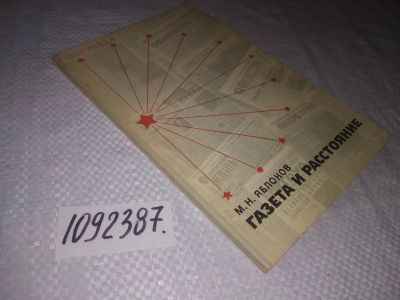 М. Н. ЯБЛОКОВ
ГАЗЕТА И РАССТОЯНИЕ
1092387.